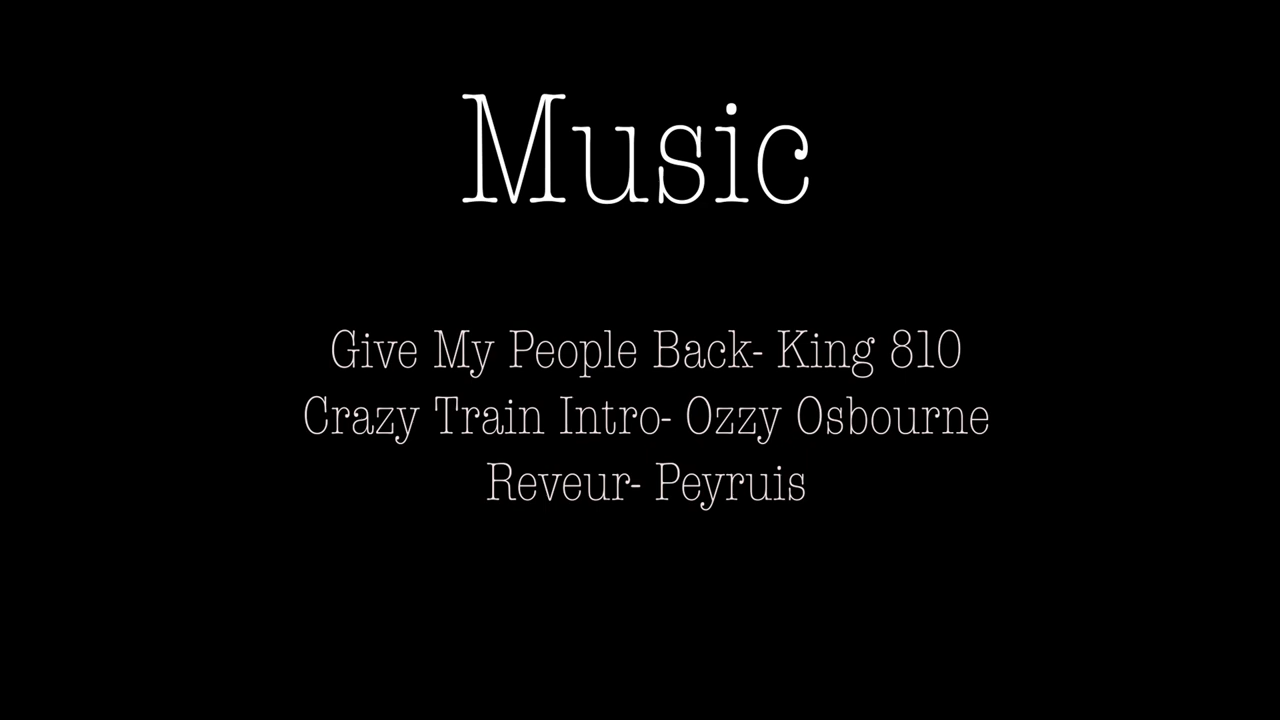 Music
Give My People Back- King 810
Crazy Train Intro- Ozzy Osbourne
Reveur- Peyruis